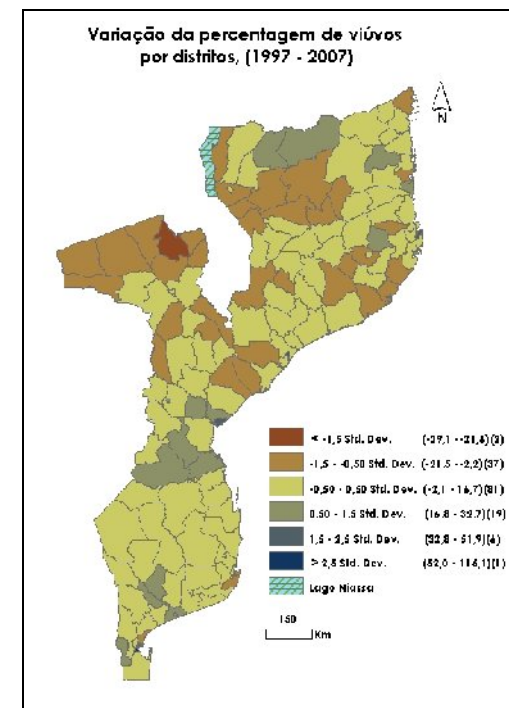 Variação da percentagem de viúvos
por distritos, (1997 - 2007)
N
< -1,5 Std. Dev. (-29,1 --21,6)(2)
-1,5 - -0,50 Std. Dev. (-21.5 --2,2)(37)
-0,50 - 0,50 Std. Dev. (-2,1 -16,7)(81)
0.50 - 1.5 Std. Dev. (16.8 - 32.7)(19)
1,5 - 2,5 Std. Dev. (32,8 - 51,9)(6)
> 2,5 Std. Dev. (52,0 - 116,1)(1)
Lago Niassa
150
Km